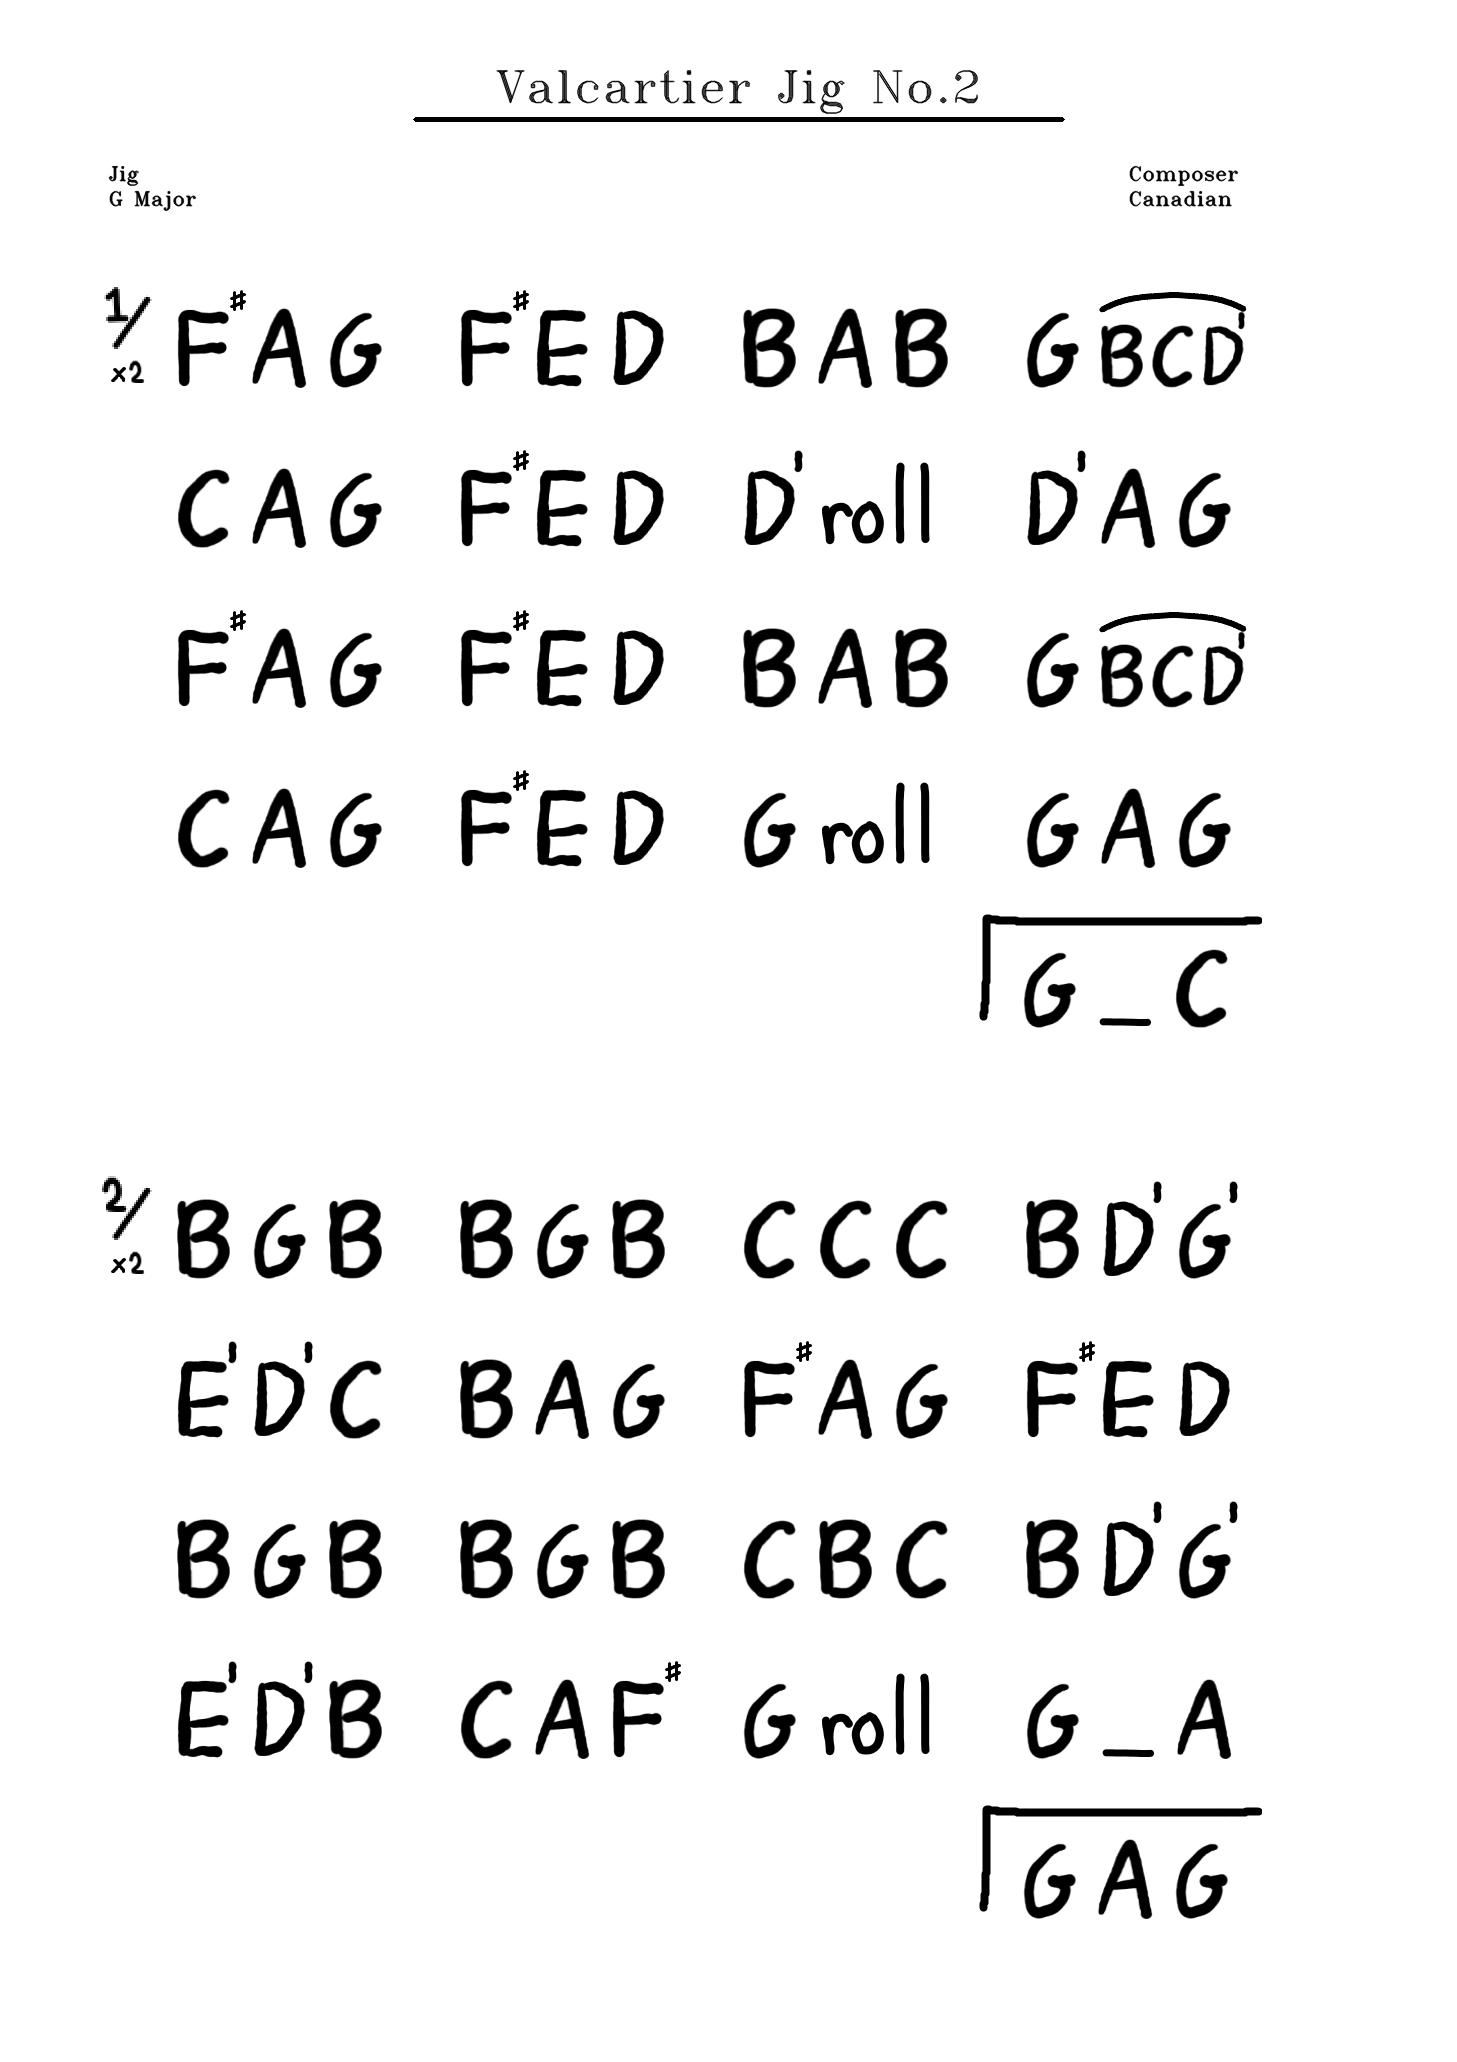 Valcartier Jig No.2
Jig Composer
G Major Canadian
1/ F♯AG F♯ED BAB GBCD'
x2
CAG F♯ED D'roll D'AG
F♯AG F♯ED BAB GBCD'
CAG F♯ED Groll GAG
G_C
2/ BGB BGB CCC BD'G'
x2
E'D'C BAG F♯AG F♯ED
BGB BGB CBC BD'G'
E'D'B CAF♯ Groll G_A
GAG